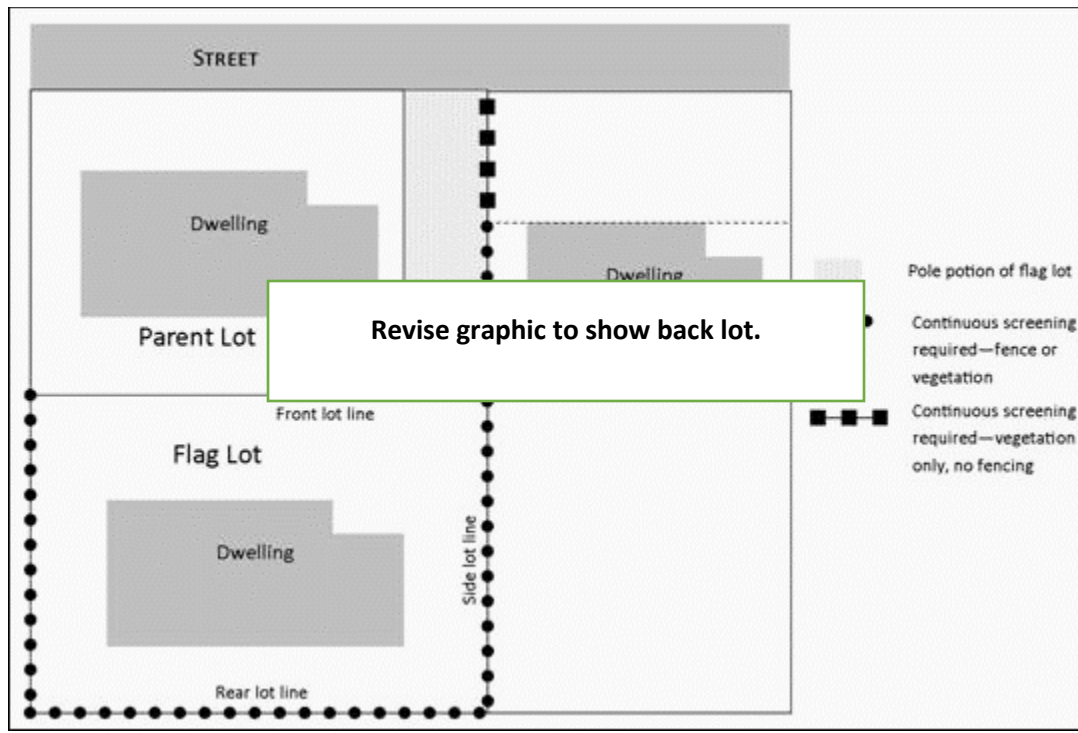 STREET
Dwelling
Dwelling
Parent Lot
Revise graphic to show back lot.
Front lot line
Flag Lot
Dwelling
Side lot line
Rear lot line
Pole potion of flag lot
Continuous screening
required—fence or
vegetation
Continuous screening
required—vegetation
only, no fencing